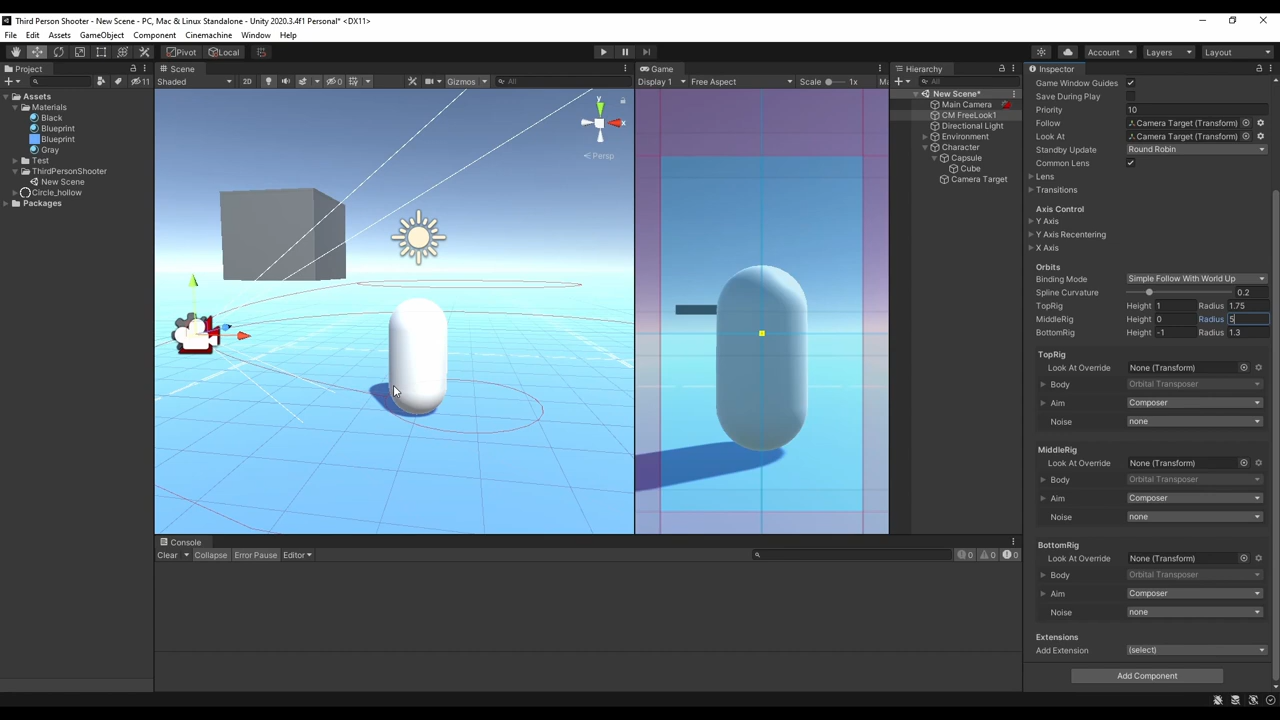 Third Person Shooter - New Scene - PC, Mac & Linux Standalone - Unity 2020.3.4f1 Personal* <DX11>
File Edit Assets GameObject Component Cinemachine Window Help
Pivot Local Account Layers Layout
Project
11
Assets
Materials
Black
Blueprint
Blueprint
Gray
Test
ThirdPersonShooter
New Scene
Circle_hollow
Packages
Scene
Shaded 2D 0 Gizmos All
y
x
Persp
Game
Display 1 Free Aspect Scale 1x Ma
Hierarchy
All
New Scene*
Main Camera
CM FreeLook1
Directional Light
Environment
Character
Capsule
Cube
Camera Target
Console
Clear Collapse Error Pause Editor 0 0 0
Inspector
Game Window Guides
Save During Play
Priority 10
Follow Camera Target (Transform)
Look At Camera Target (Transform)
Standby Update Round Robin
Common Lens
Lens
Transitions
Axis Control
Y Axis
Y Axis Recentering
X Axis
Orbits
Binding Mode Simple Follow With World Up
Spline Curvature 0.2
TopRig Height 1 Radius 1.75
MiddleRig Height 0 Radius 5
BottomRig Height -1 Radius 1.3
TopRig
Look At Override None (Transform)
Body Orbital Transposer
Aim Composer
Noise none
MiddleRig
Look At Override None (Transform)
Body Orbital Transposer
Aim Composer
Noise none
BottomRig
Look At Override None (Transform)
Body Orbital Transposer
Aim Composer
Noise none
Extensions
Add Extension (select)
Add Component